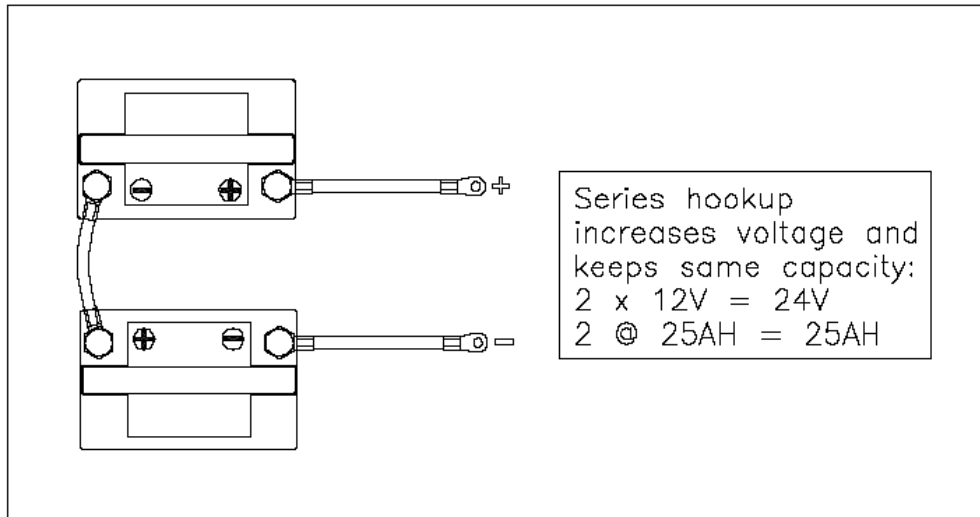 +
Series hookup
increases voltage and
keeps same capacity:
2 x 12V = 24V
2 @ 25AH = 25AH
−